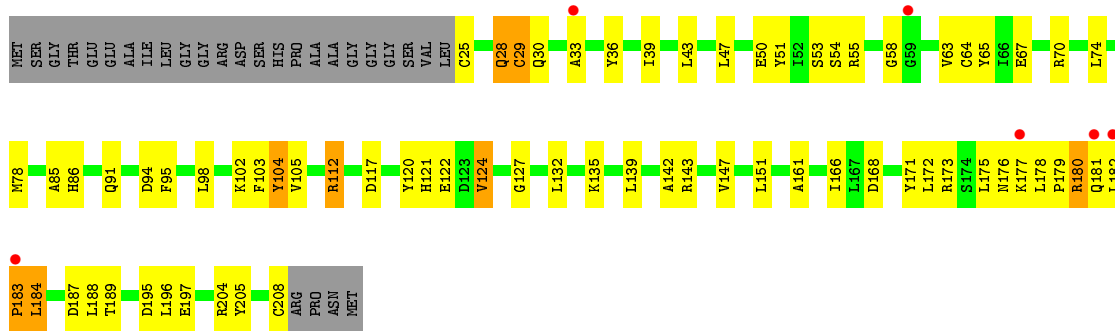 MET SER GLY THR GLU GLU ALA ILE LEU GLY GLY ARG ASP SER HIS PRO ALA ALA GLY GLY GLY SER VAL LEU C25 Q28 C29 Q30 A33 Y36 I39 L43 L47 E50 Y51 I52 S53 S54 R55 G58 G59 V63 C64 Y65 I66 E67 R70 L74
M78 A85 H86 Q91 D94 F95 L98 K102 F103 Y104 V105 R112 D117 Y120 H121 E122 D123 V124 G127 L132 K135 L139 A142 R143 V147 L151 A161 I166 L167 D168 Y171 L172 R173 S174 L175 N176 K177 L178 P179 R180 Q181 L182
P183 L184 D187 L188 T189 D195 L196 E197 R204 Y205 C208 ARG PRO ASN MET